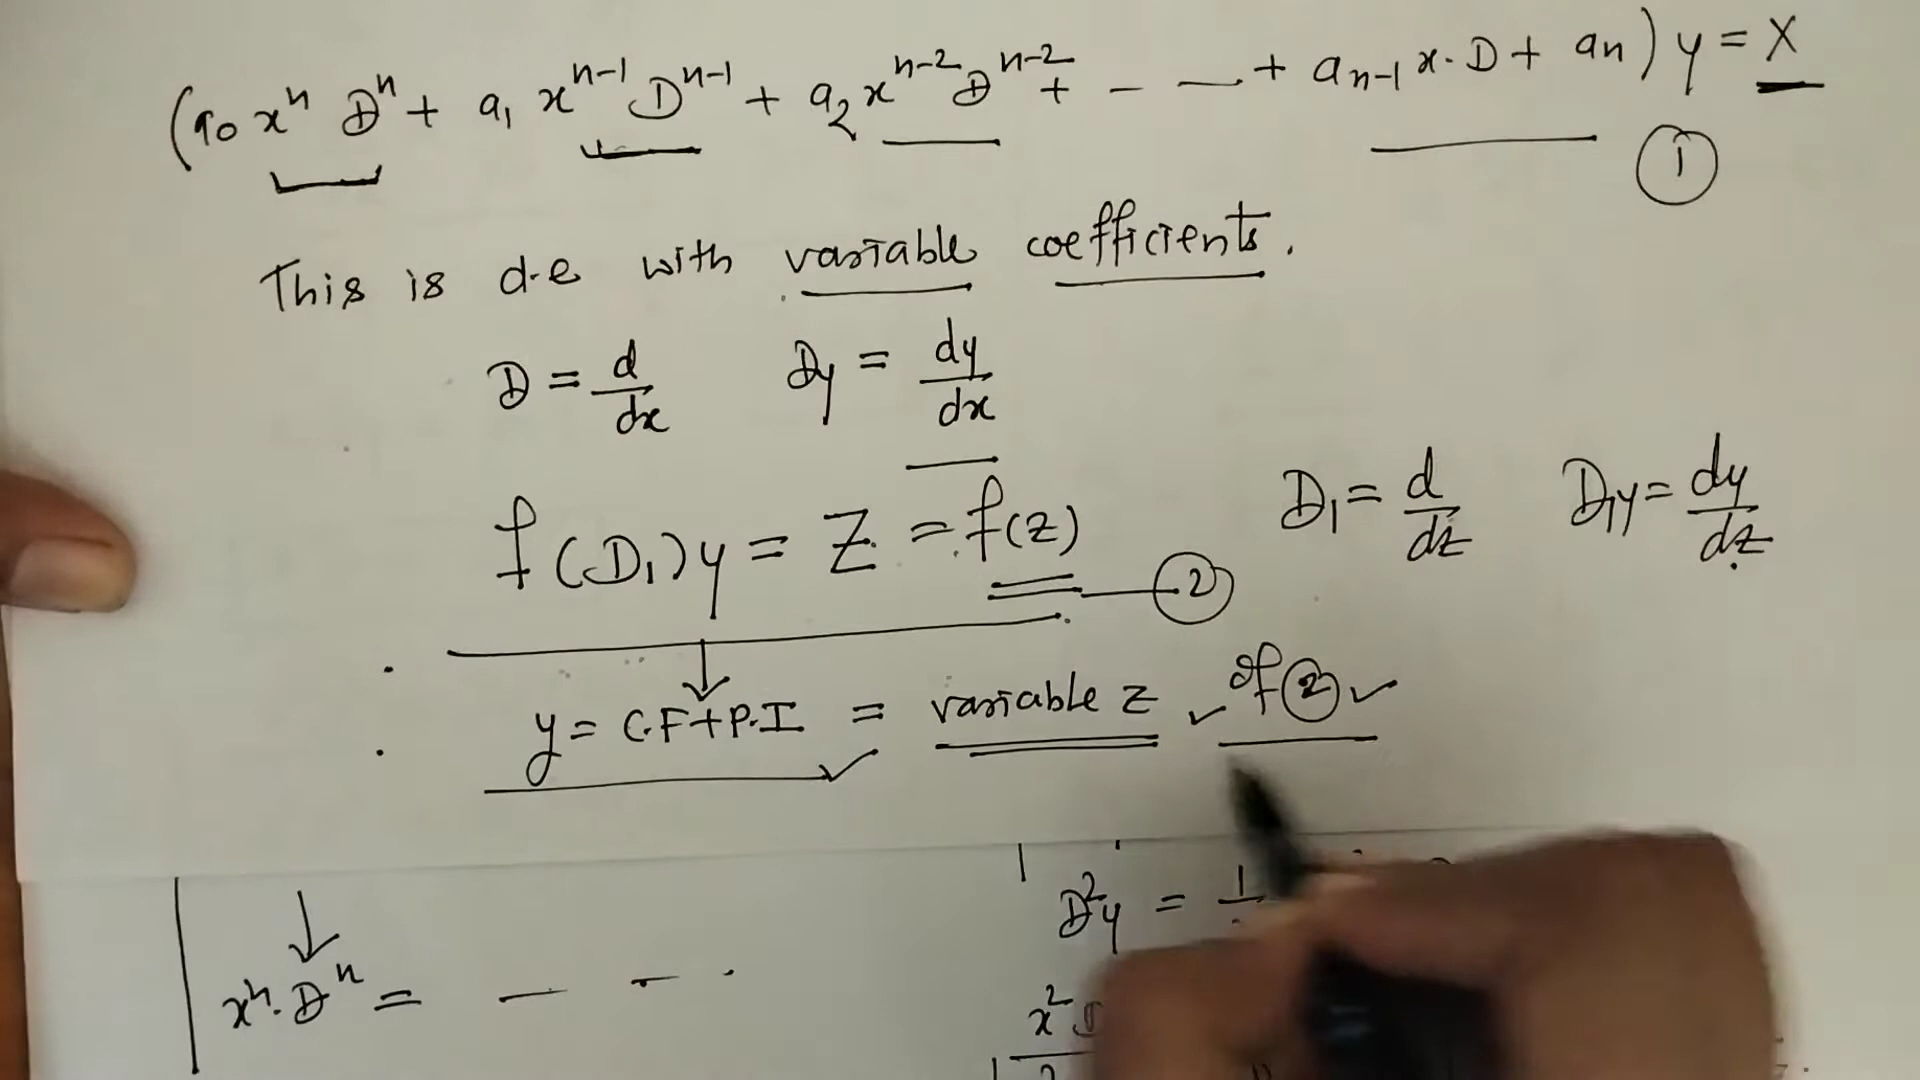 (a₀ xⁿ Dⁿ + a₁ xⁿ⁻¹ Dⁿ⁻¹ + a₂ xⁿ⁻² Dⁿ⁻² + - — + aₙ₋₁ x · D + aₙ) y = X
①
This is d.e with variable coefficients.
D = d/dx Dy = dy/dx
f(D₁)y = Z = f(z) — ② D₁ = d/dz D₁y = dy/dz
y = C.F + P.I = variable z ✓ of ② ✓
D²y = 1
xⁿ · Dⁿ = — — ·
x²